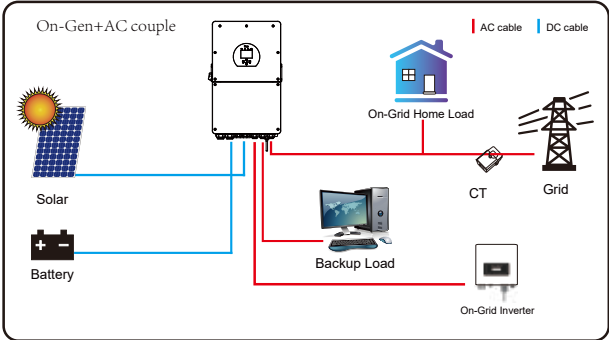 On-Gen+AC couple
AC cable
DC cable
On-Grid Home Load
CT
Grid
Solar
Backup Load
Battery
On-Grid Inverter